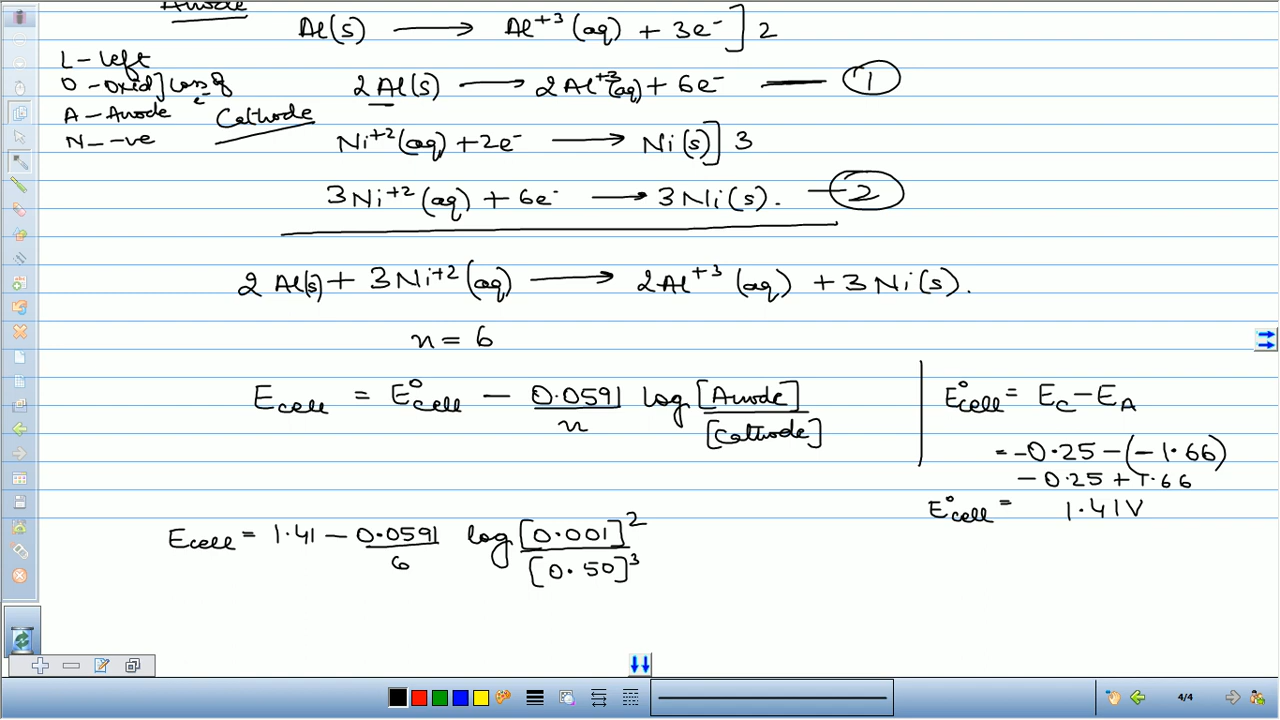 Anode
Al(s) ⟶ Al+3 (aq) + 3e-] 2
L - left
O - Oxid] loss of e-
2Al(s) ⟶ 2Al+3(aq) + 6e- — 1
A - Anode
Cathode
N - -ve
Ni+2(aq) + 2e- ⟶ Ni(s)] 3
3Ni+2(aq) + 6e- ⟶ 3Ni(s). — 2
2Al(s) + 3Ni+2(aq) ⟶ 2Al+3 (aq) + 3Ni(s).
n = 6
Ecell = E°cell - 0.0591/n log [Anode]/[Cathode]
E°cell = EC - EA
= -0.25 - (-1.66)
-0.25 + 1.66
E°cell = 1.41V
Ecell = 1.41 - 0.0591/6 log [0.001]2/[0.50]3
4/4